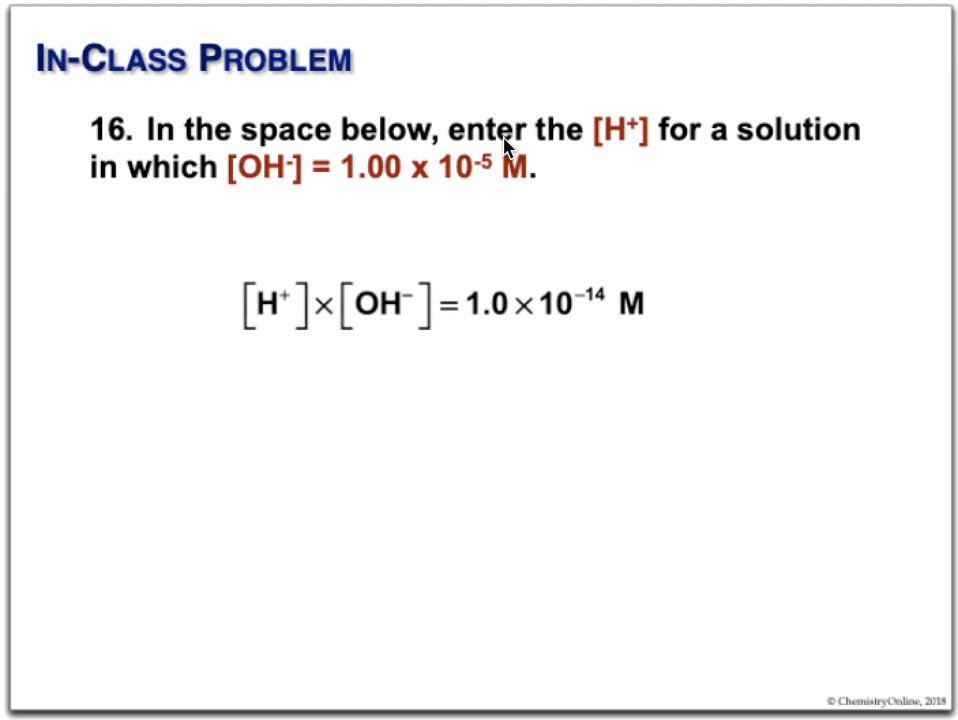 IN-CLASS PROBLEM
16. In the space below, enter the [H⁺] for a solution
in which [OH⁻] = 1.00 x 10⁻⁵ M.
[H⁺]×[OH⁻]=1.0×10⁻¹⁴ M
© ChemistryOnline, 2018